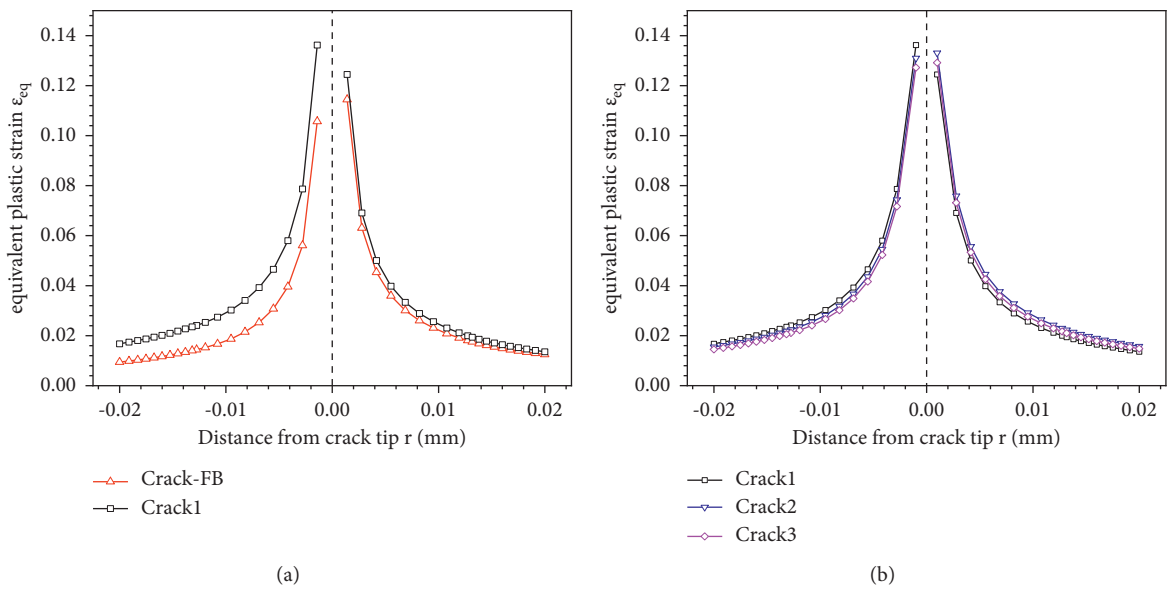 0.14
0.12
0.10
0.08
0.06
0.04
0.02
0.00
equivalent plastic strain ε_eq
-0.02 -0.01 0.00 0.01 0.02
Distance from crack tip r (mm)
Crack-FB
Crack1
(a)
0.14
0.12
0.10
0.08
0.06
0.04
0.02
0.00
equivalent plastic strain ε_eq
-0.02 -0.01 0.00 0.01 0.02
Distance from crack tip r (mm)
Crack1
Crack2
Crack3
(b)